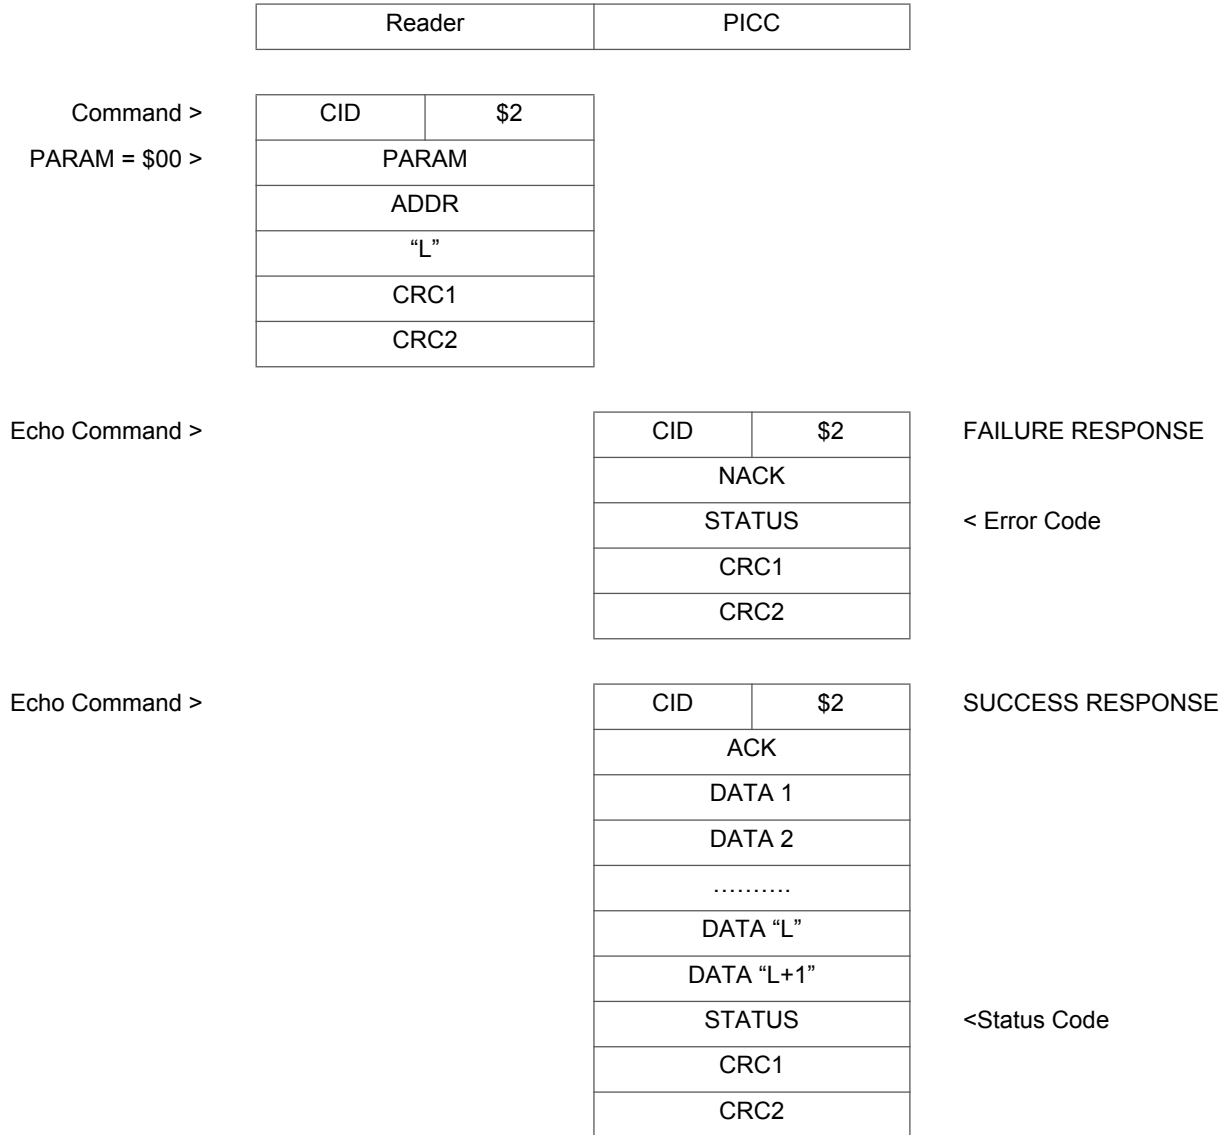 Reader PICC
Command > CID $2
PARAM = $00 > PARAM
ADDR
“L”
CRC1
CRC2
Echo Command > CID $2 FAILURE RESPONSE
NACK
STATUS < Error Code
CRC1
CRC2
Echo Command > CID $2 SUCCESS RESPONSE
ACK
DATA 1
DATA 2
……….
DATA “L”
DATA “L+1”
STATUS <Status Code
CRC1
CRC2